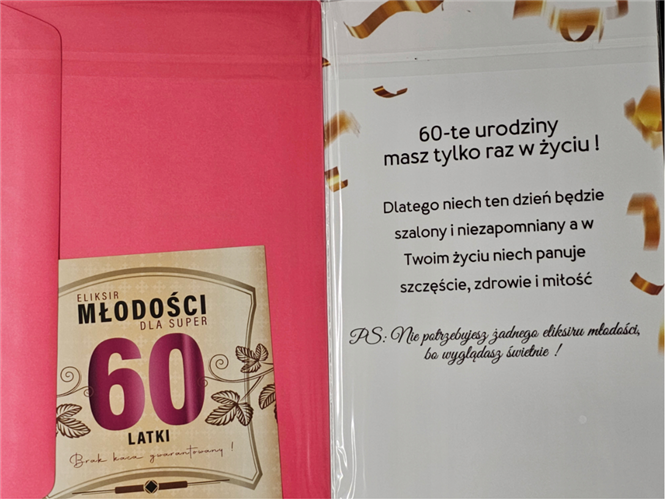 ELIKSIR
MŁODOŚCI
DLA SUPER
60
LATKI
Brak kaca gwarantowany !
60-te urodziny
masz tylko raz w życiu !
Dlatego niech ten dzień będzie
szalony i niezapomniany a w
Twoim życiu niech panuje
szczęście, zdrowie i miłość
PS: Nie potrzebujesz żadnego eliksiru młodości,
bo wyglądasz świetnie !